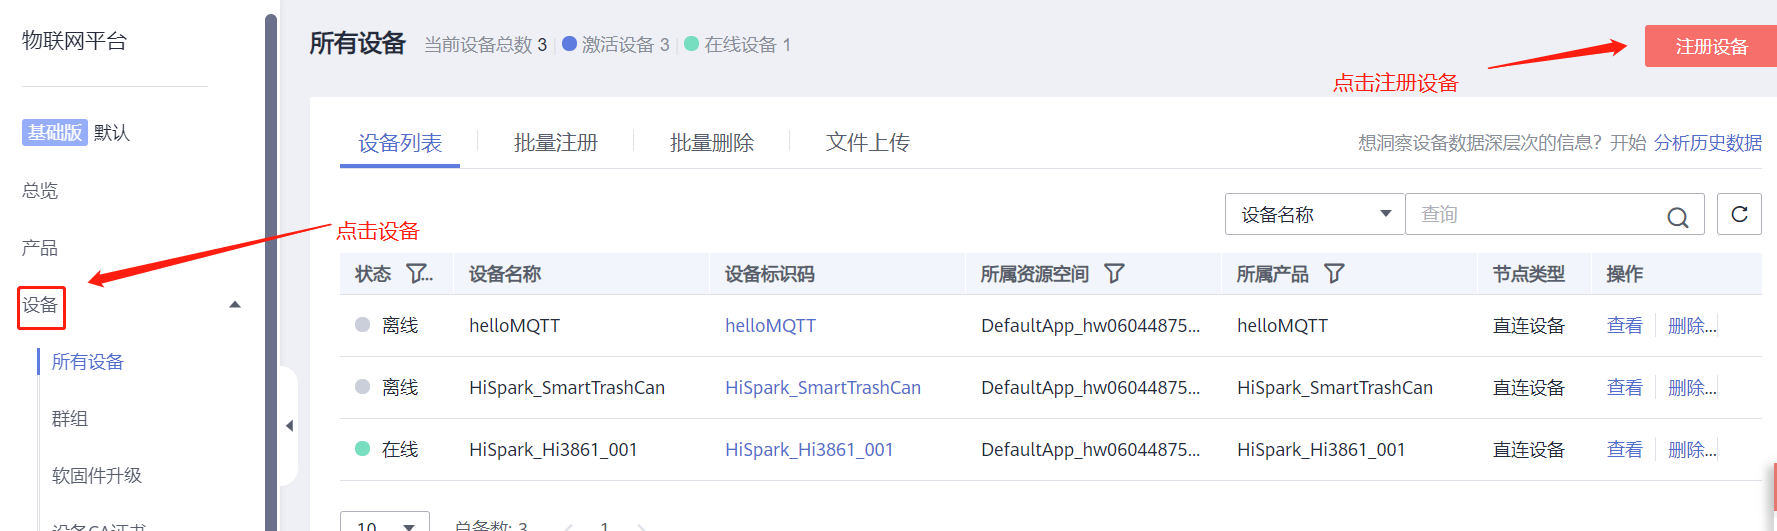 物联网平台
基础版 默认
总览
产品
设备
所有设备
群组
软固件升级
设备CA证书
所有设备 当前设备总数 3 激活设备 3 在线设备 1
注册设备
点击注册设备
点击设备
设备列表 批量注册 批量删除 文件上传
想洞察设备数据深层次的信息？开始 分析历史数据
设备名称 查询
状态 ... 设备名称 设备标识码 所属资源空间 所属产品 节点类型 操作
离线 helloMQTT helloMQTT DefaultApp_hw06044875... helloMQTT 直连设备 查看 删除...
离线 HiSpark_SmartTrashCan HiSpark_SmartTrashCan DefaultApp_hw06044875... HiSpark_SmartTrashCan 直连设备 查看 删除...
在线 HiSpark_Hi3861_001 HiSpark_Hi3861_001 DefaultApp_hw06044875... HiSpark_Hi3861_001 直连设备 查看 删除...
10 总条数: 3 < 1 >